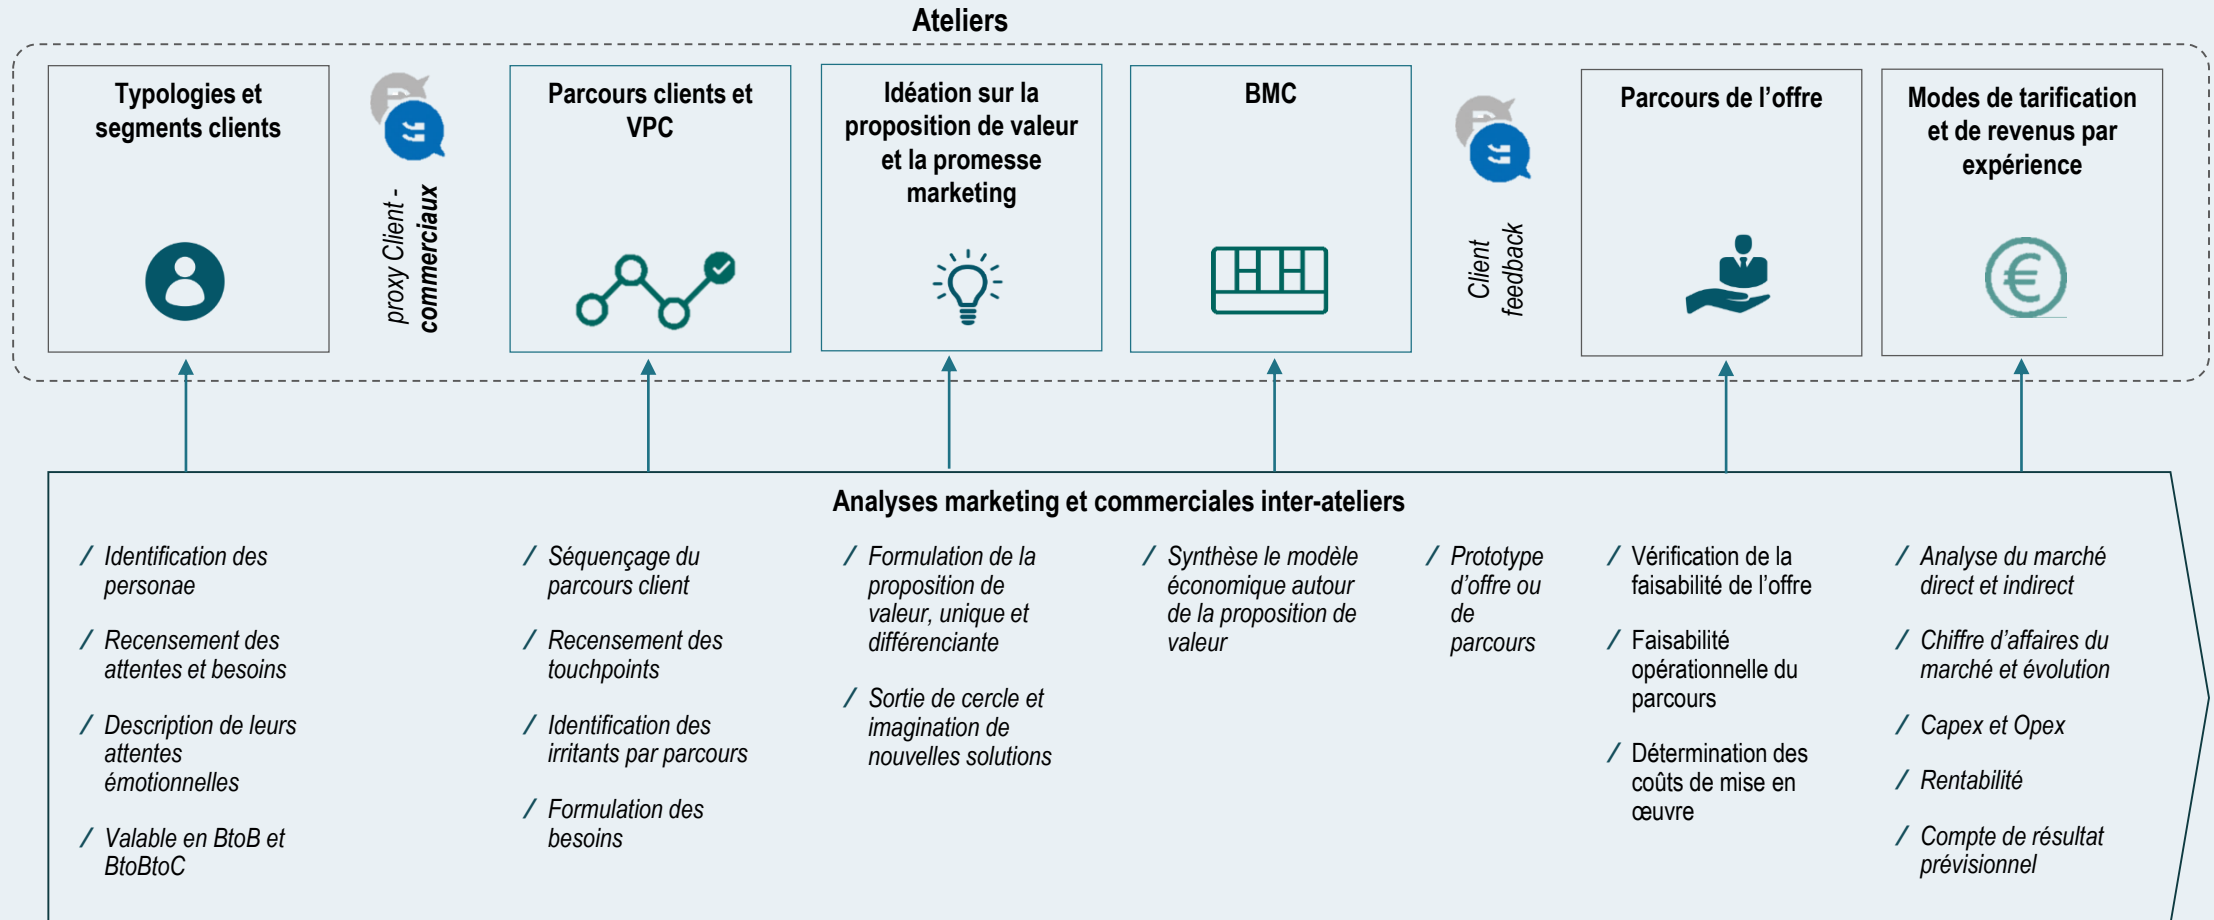 Ateliers
Typologies et
segments clients
proxy Client -
commerciaux
Parcours clients et
VPC
Idéation sur la
proposition de valeur
et la promesse
marketing
BMC
Client
feedback
Parcours de l’offre
Modes de tarification
et de revenus par
expérience
€
Analyses marketing et commerciales inter-ateliers
/ Identification des
personae
/ Recensement des
attentes et besoins
/ Description de leurs
attentes
émotionnelles
/ Valable en BtoB et
BtoBtoC
/ Séquençage du
parcours client
/ Recensement des
touchpoints
/ Identification des
irritants par parcours
/ Formulation des
besoins
/ Formulation de la
proposition de
valeur, unique et
différenciante
/ Sortie de cercle et
imagination de
nouvelles solutions
/ Synthèse le modèle
économique autour
de la proposition de
valeur
/ Prototype
d’offre ou
de
parcours
/ Vérification de la
faisabilité de l’offre
/ Faisabilité
opérationnelle du
parcours
/ Détermination des
coûts de mise en
œuvre
/ Analyse du marché
direct et indirect
/ Chiffre d’affaires du
marché et évolution
/ Capex et Opex
/ Rentabilité
/ Compte de résultat
prévisionnel